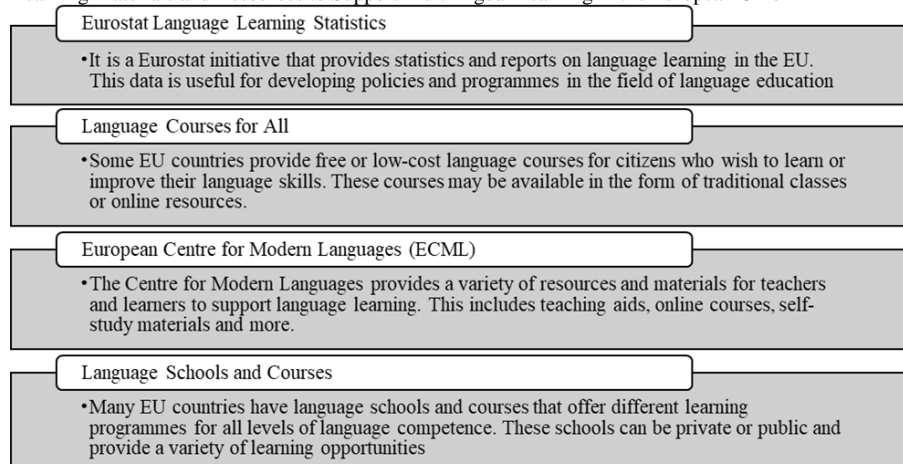 Eurostat Language Learning Statistics
•It is a Eurostat initiative that provides statistics and reports on language learning in the EU.
This data is useful for developing policies and programmes in the field of language education
Language Courses for All
•Some EU countries provide free or low-cost language courses for citizens who wish to learn or
improve their language skills. These courses may be available in the form of traditional classes
or online resources.
European Centre for Modern Languages (ECML)
•The Centre for Modern Languages provides a variety of resources and materials for teachers
and learners to support language learning. This includes teaching aids, online courses, self-
study materials and more.
Language Schools and Courses
•Many EU countries have language schools and courses that offer different learning
programmes for all levels of language competence. These schools can be private or public and
provide a variety of learning opportunities